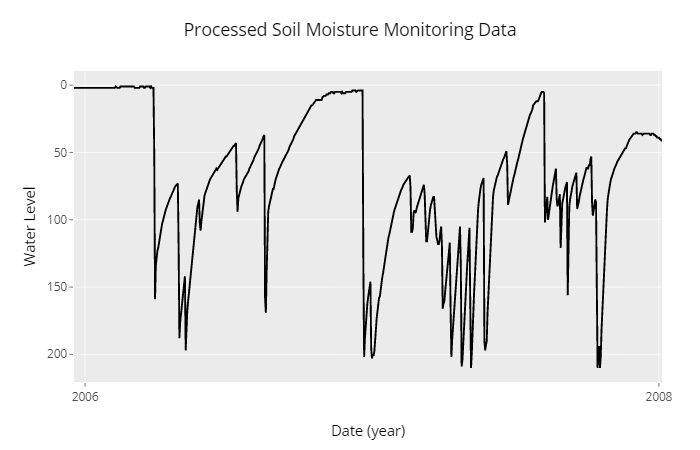 Processed Soil Moisture Monitoring Data
0
50
100
150
200
Water Level
2006
2008
Date (year)